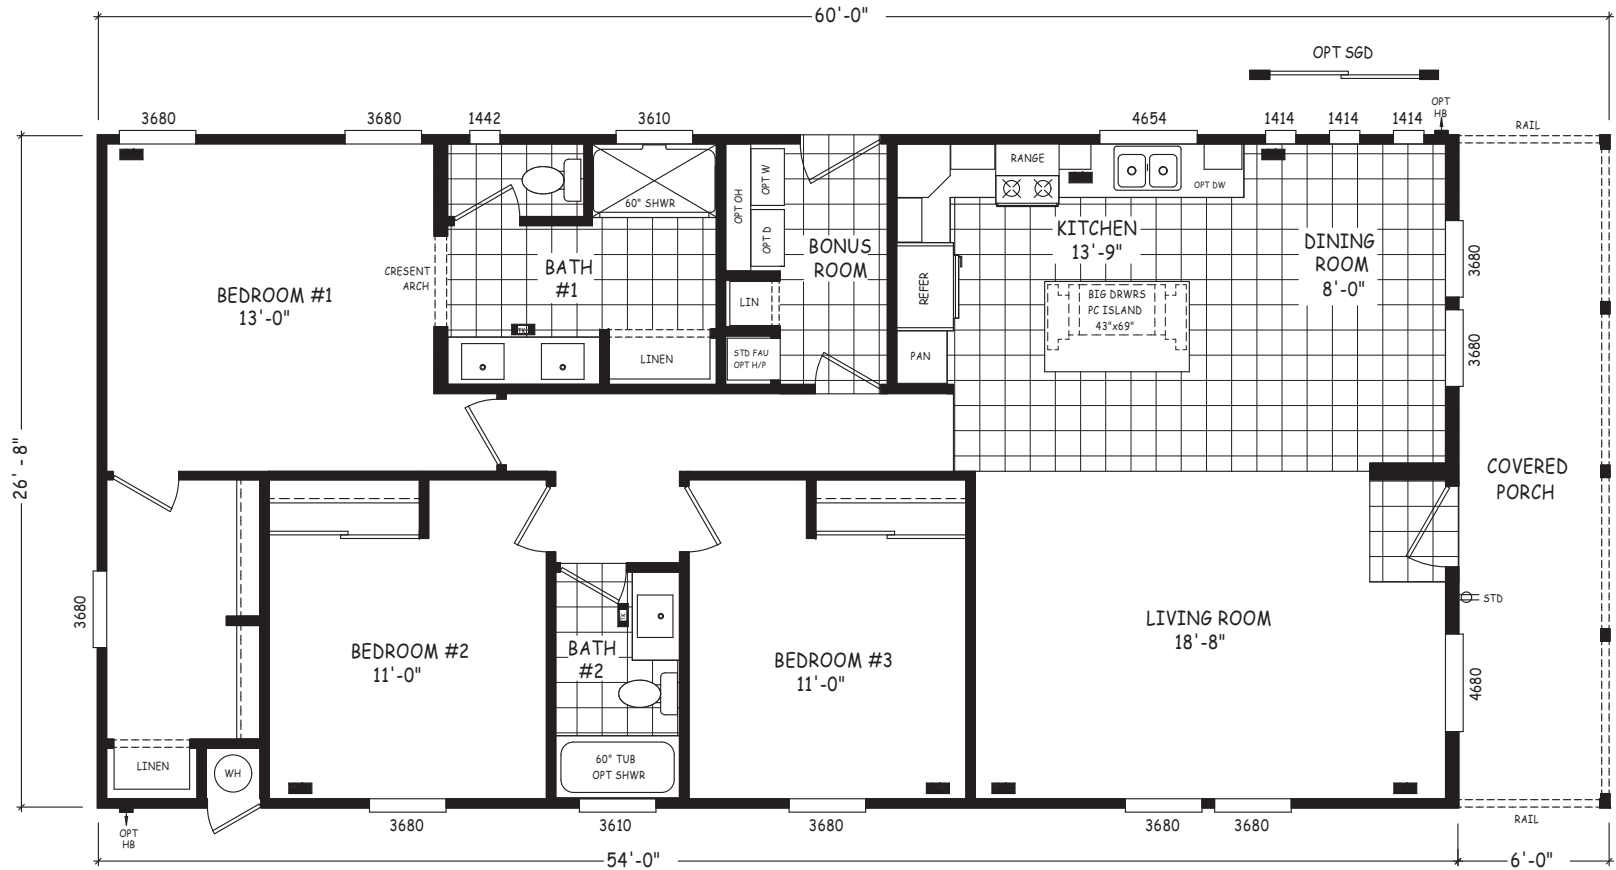 60'-0"
OPT SGD
3680
3680
1442
3610
4654
1414
1414
1414
OPT
HB
RAIL
RANGE
OPT DW
60" SHWR
OPT OH
OPT W
OPT D
KITCHEN
13'-9"
DINING
ROOM
8'-0"
BONUS
ROOM
CRESENT
ARCH
BATH
#1
BEDROOM #1
13'-0"
REFER
LIN
BIG DRWRS
PC ISLAND
43"x69"
3680
3680
STD FAU
OPT H/P
PAN
LINEN
26' - 8"
COVERED
PORCH
3680
STD
LIVING ROOM
18'-8"
BEDROOM #2
11'-0"
BATH
#2
BEDROOM #3
11'-0"
4680
LINEN
WH
60" TUB
OPT SHWR
OPT
HB
3680
3610
3680
3680
3680
RAIL
54'-0"
6'-0"